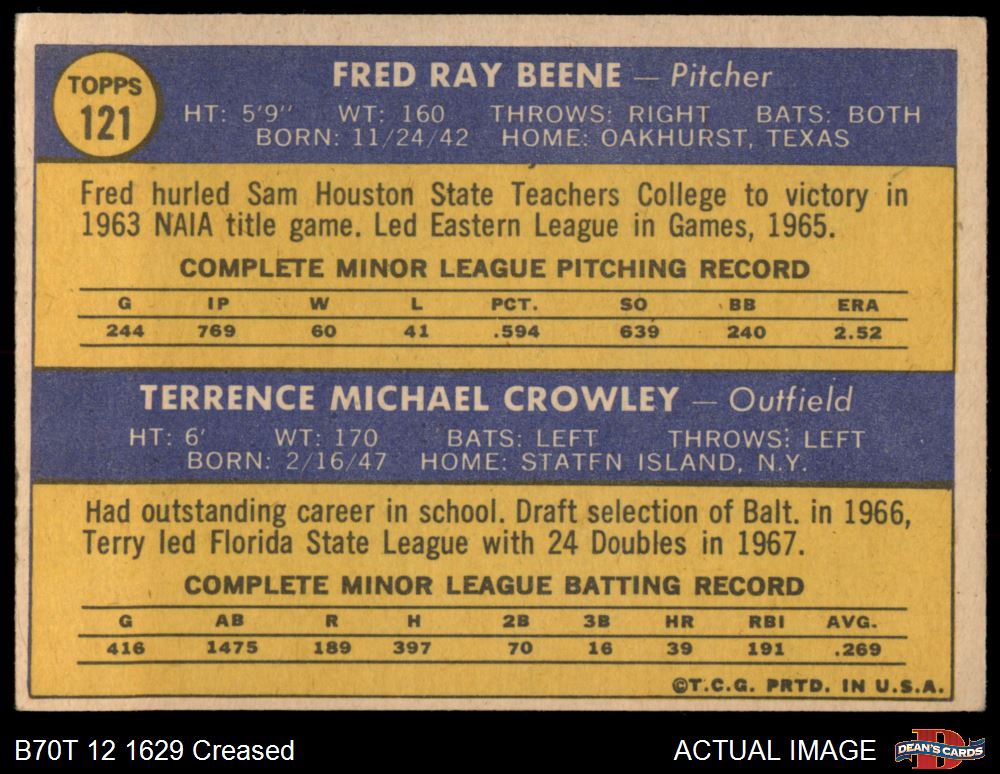 TOPPS
121
FRED RAY BEENE — Pitcher
HT: 5'9" WT: 160 THROWS: RIGHT BATS: BOTH
BORN: 11/24/42 HOME: OAKHURST, TEXAS
Fred hurled Sam Houston State Teachers College to victory in
1963 NAIA title game. Led Eastern League in Games, 1965.
COMPLETE MINOR LEAGUE PITCHING RECORD
G IP W L PCT. SO BB ERA
244 769 60 41 .594 639 240 2.52
TERRENCE MICHAEL CROWLEY — Outfield
HT: 6' WT: 170 BATS: LEFT THROWS: LEFT
BORN: 2/16/47 HOME: STATEN ISLAND, N.Y.
Had outstanding career in school. Draft selection of Balt. in 1966,
Terry led Florida State League with 24 Doubles in 1967.
COMPLETE MINOR LEAGUE BATTING RECORD
G AB R H 2B 3B HR RBI AVG.
416 1475 189 397 70 16 39 191 .269
©T.C.G. PRTD. IN U.S.A.
B70T 12 1629 Creased ACTUAL IMAGE DEAN'S CARDS